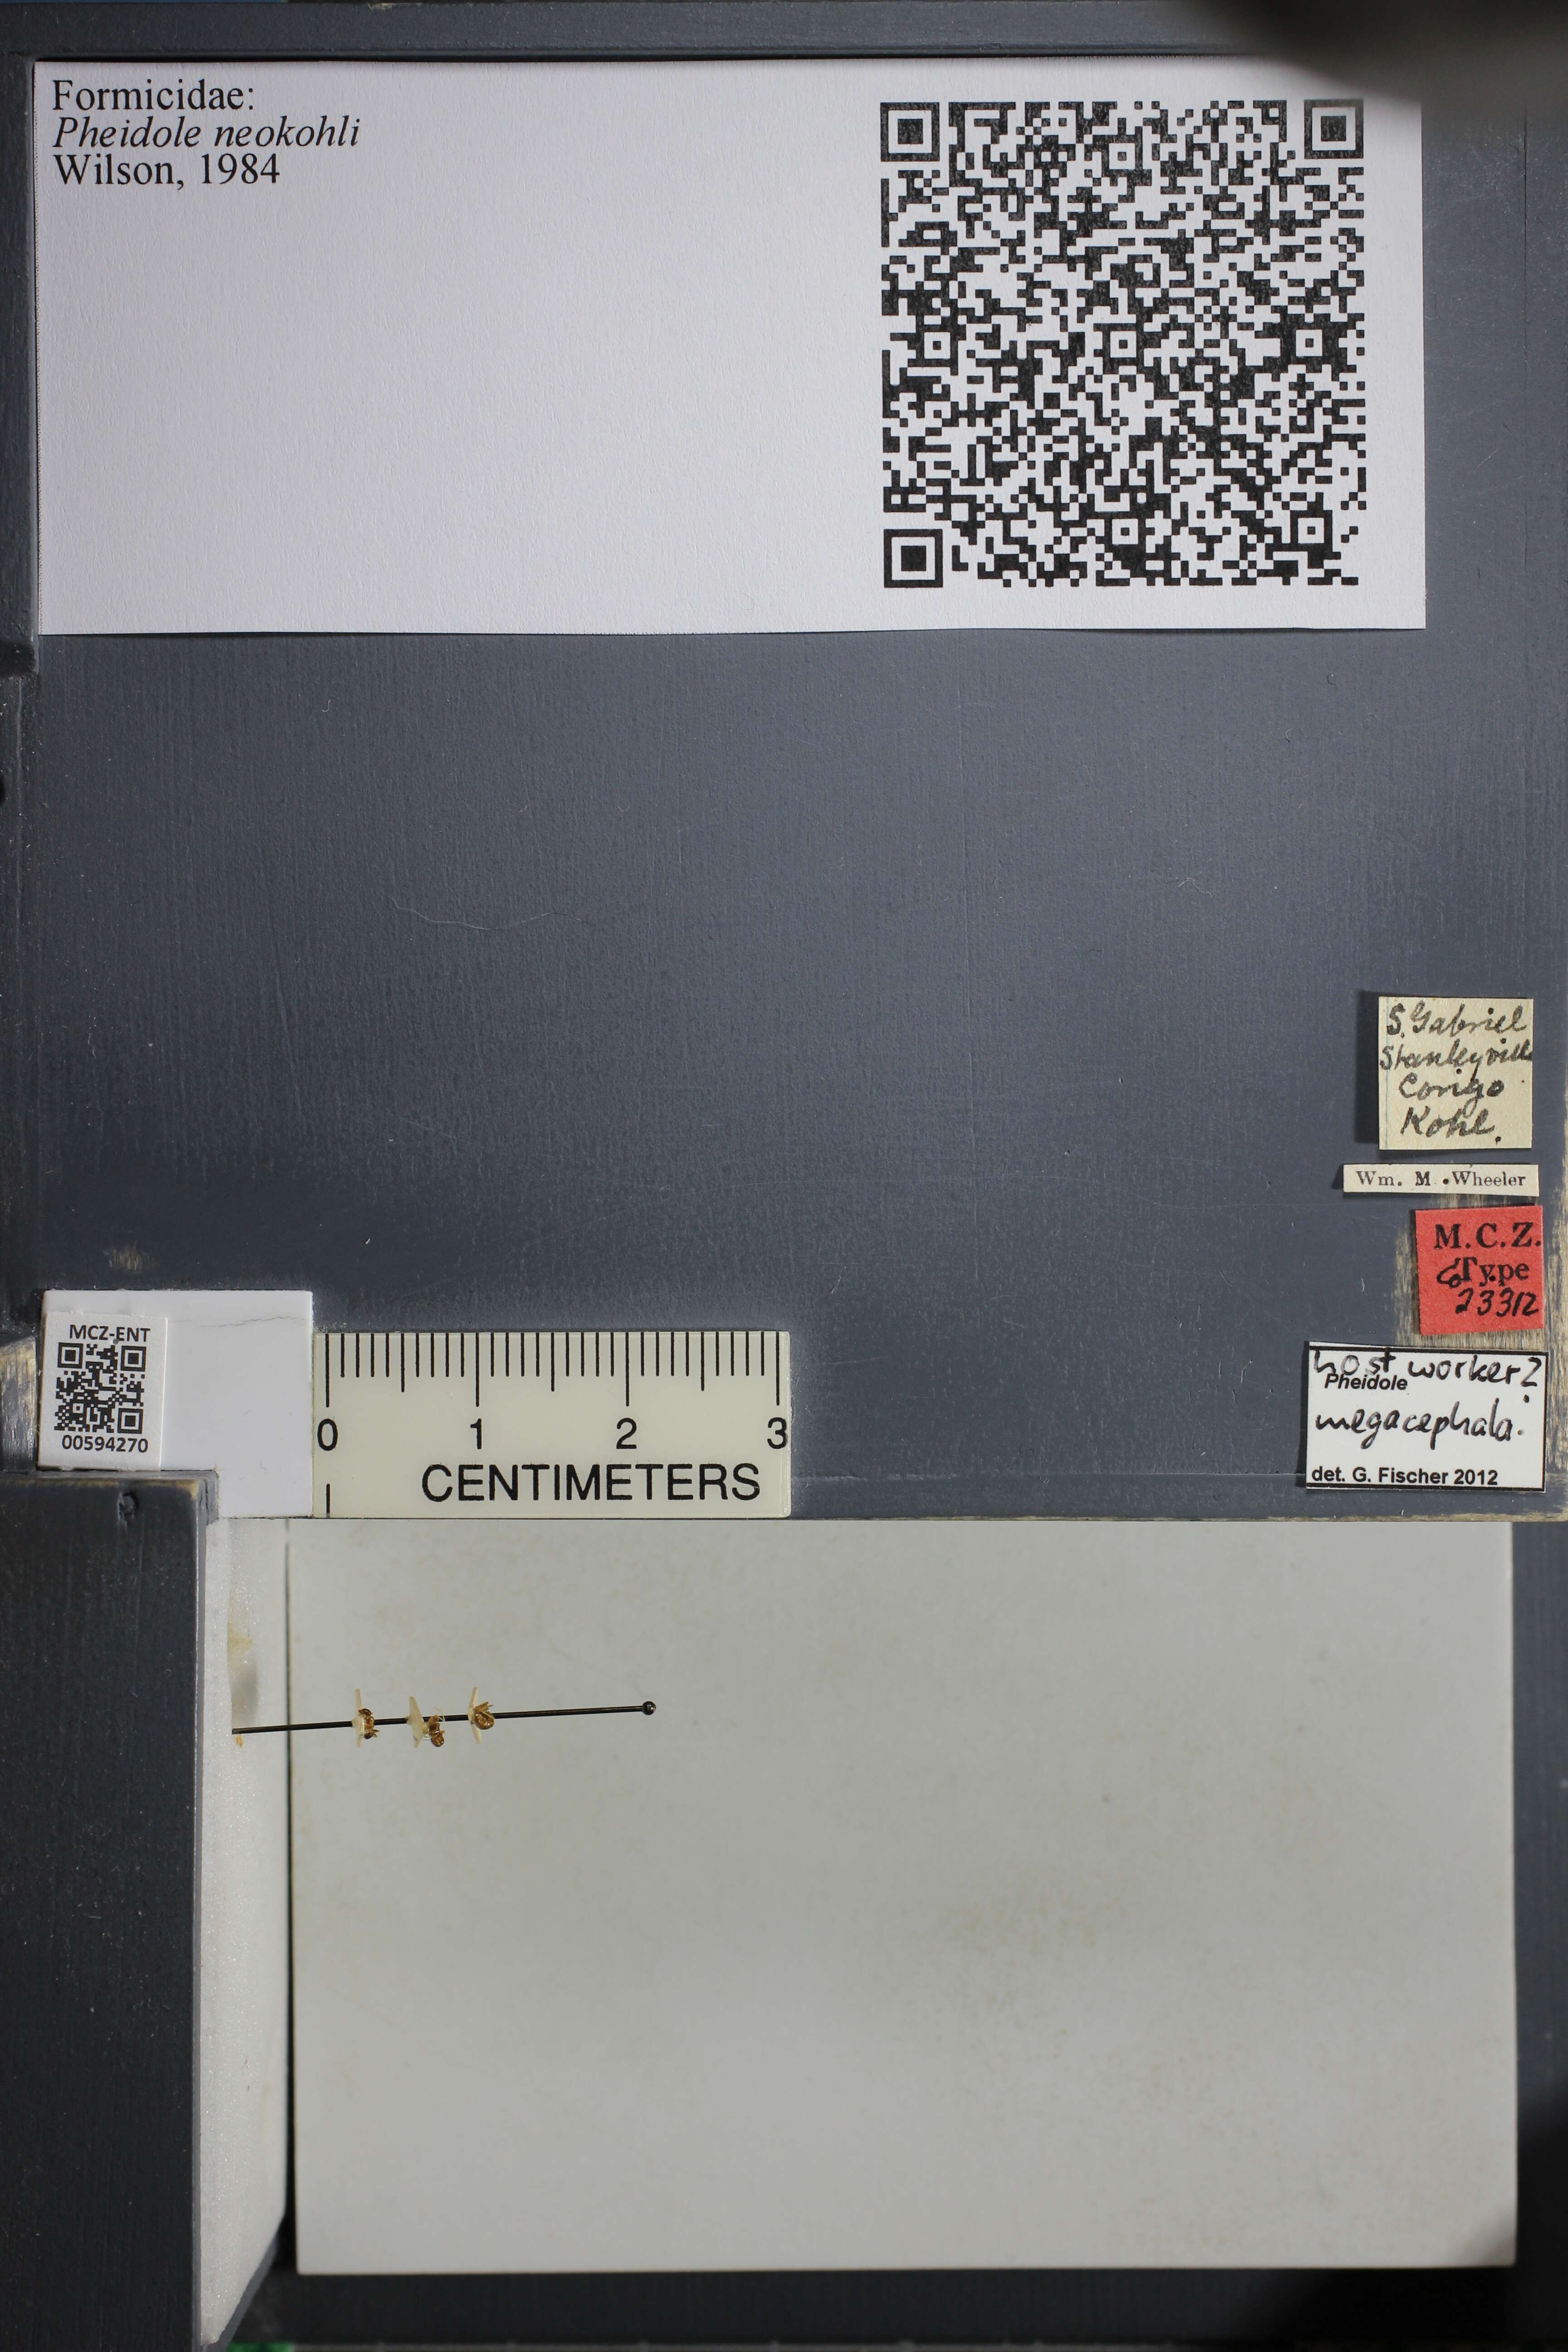 Formicidae:
Pheidole neokohli
Wilson, 1984
S. Gabriel
Stanleyvill
Congo
Kohl.
Wm. M. Wheeler
M.C.Z.
Type
23312
host worker?
Pheidole
megacephala.
det. G. Fischer 2012
MCZ-ENT
00594270
0 1 2 3
CENTIMETERS